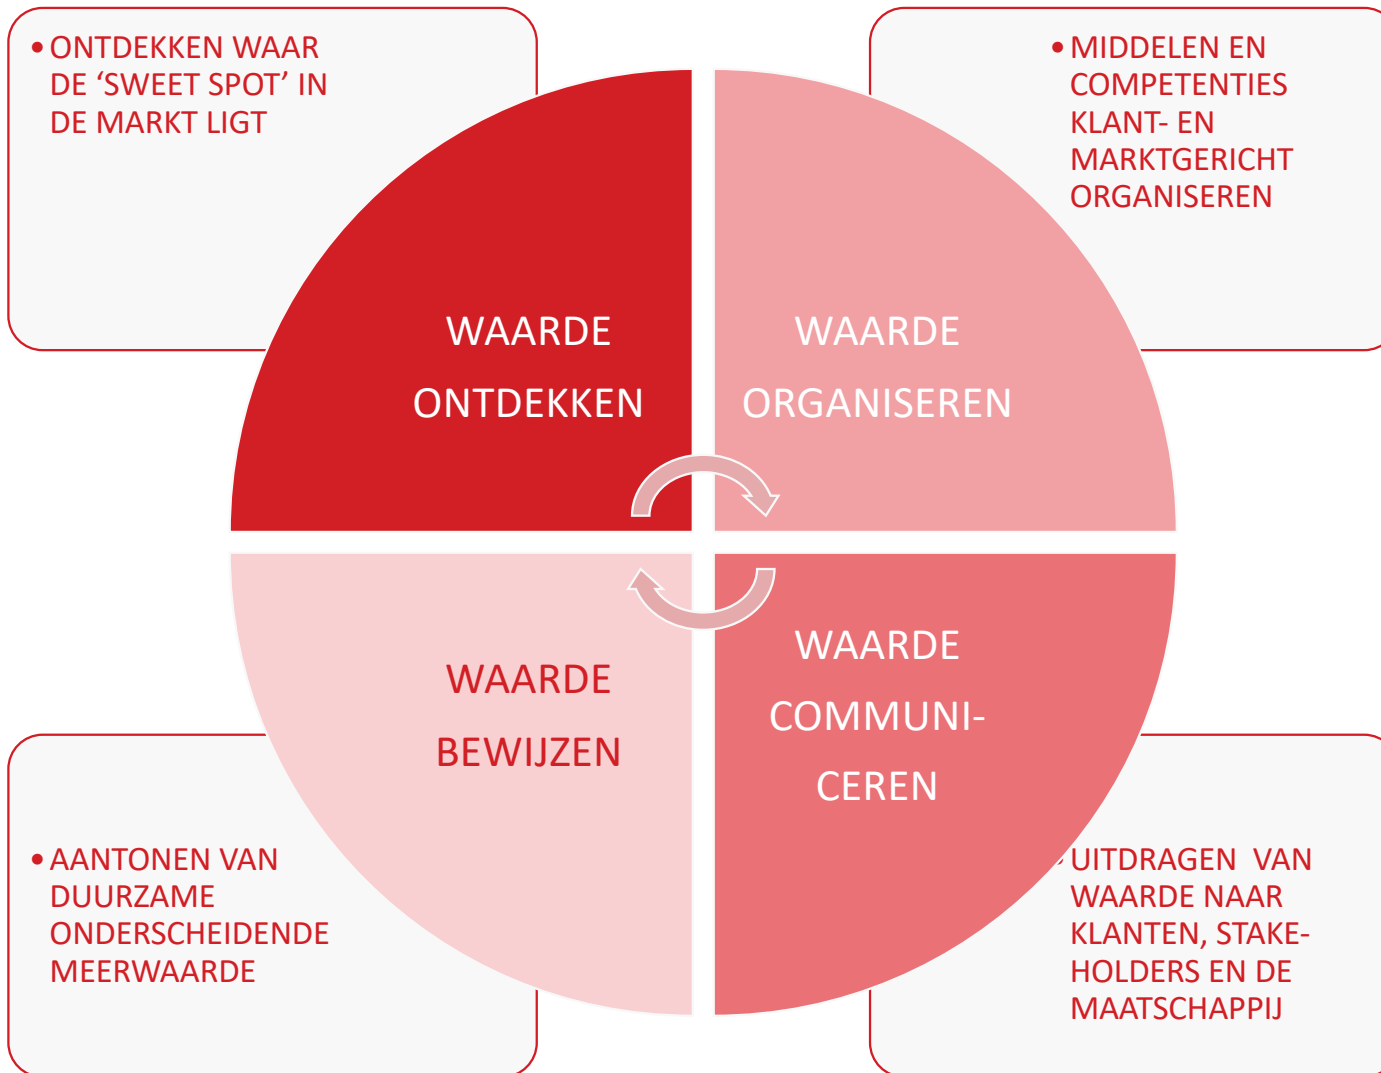 • ONTDEKKEN WAAR
DE ‘SWEET SPOT’ IN
DE MARKT LIGT
• MIDDELEN EN
COMPETENTIES
KLANT- EN
MARKTGERICHT
ORGANISEREN
WAARDE
ONTDEKKEN
WAARDE
ORGANISEREN
WAARDE
BEWIJZEN
WAARDE
COMMUNI-
CEREN
• AANTONEN VAN
DUURZAME
ONDERSCHEIDENDE
MEERWAARDE
• UITDRAGEN VAN
WAARDE NAAR
KLANTEN, STAKE-
HOLDERS EN DE
MAATSCHAPPIJ